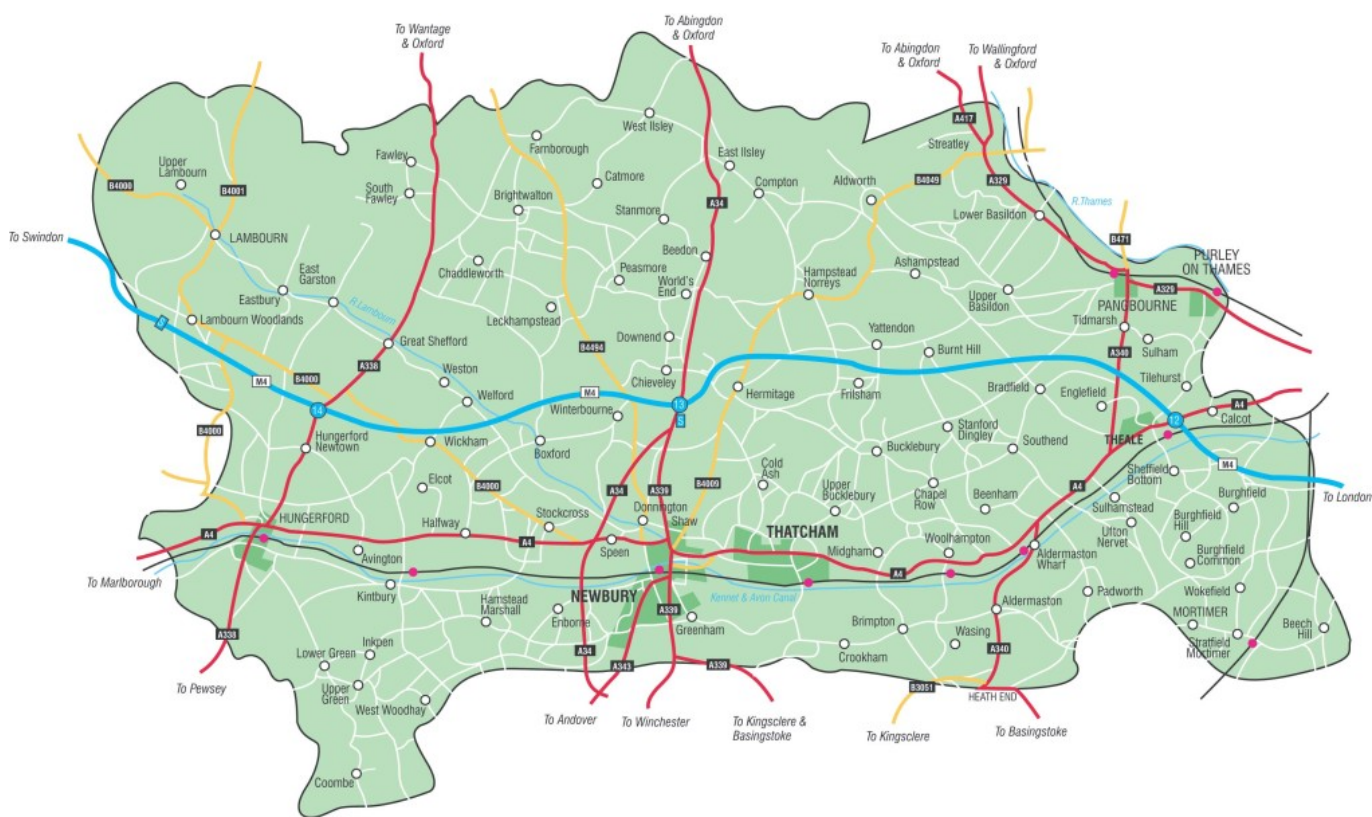 To Wantage
& Oxford
To Abingdon
& Oxford
To Abingdon
& Oxford
To Wallingford
& Oxford
A417
West Ilsley
Farnborough
Streatley
Fawley
East Ilsley
Upper
Lambourn
B4000
B4001
South
Fawley
Catmore
Compton
Aldworth
B4049
A329
Brightwalton
A34
R.Thames
Stanmore
Lower Basildon
To Swindon
LAMBOURN
B471
Beedon
PURLEY
ON THAMES
East
Garston
Chaddleworth
Peasmore
World's
End
Hampstead
Norreys
Ashampstead
Upper
Basildon
A329
Eastbury
R.Lambourn
PANGBOURNE
S
Lambourn Woodlands
Leckhampstead
Tidmarsh
Great Shefford
B4494
Downend
Yattendon
Burnt Hill
A340
Sulham
A338
Chieveley
M4
B4000
Weston
Welford
M4
Hermitage
Frilsham
Bradfield
Englefield
Tilehurst
14
Winterbourne
13
S
A4
Calcot
12
B4000
Hungerford
Newtown
Wickham
Boxford
Stanford
Dingley
Southend
THEALE
Bucklebury
M4
Elcot
B4000
A34
A339
B4009
Cold
Ash
Upper
Bucklebury
Chapel
Row
Beenham
A4
Sheffield
Bottom
To London
Sulhamstead
Burghfield
HUNGERFORD
Stockcross
Donnington
Shaw
Burghfield
Hill
Ufton
Nervet
A4
Halfway
A4
Speen
THATCHAM
Midgham
Woolhampton
Aldermaston
Wharf
Burghfield
Common
Avington
To Marlborough
A4
Kintbury
NEWBURY
Kennet & Avon Canal
Padworth
Wokefield
Hamstead
Marshall
Enborne
A339
Greenham
Aldermaston
MORTIMER
Brimpton
Beech
Hill
A338
Inkpen
A34
A343
A339
Crookham
Wasing
A340
Stratfield
Mortimer
Lower Green
To Pewsey
Upper
Green
B3051
HEATH END
West Woodhay
To Andover
To Winchester
To Kingsclere &
Basingstoke
To Kingsclere
To Basingstoke
Coombe